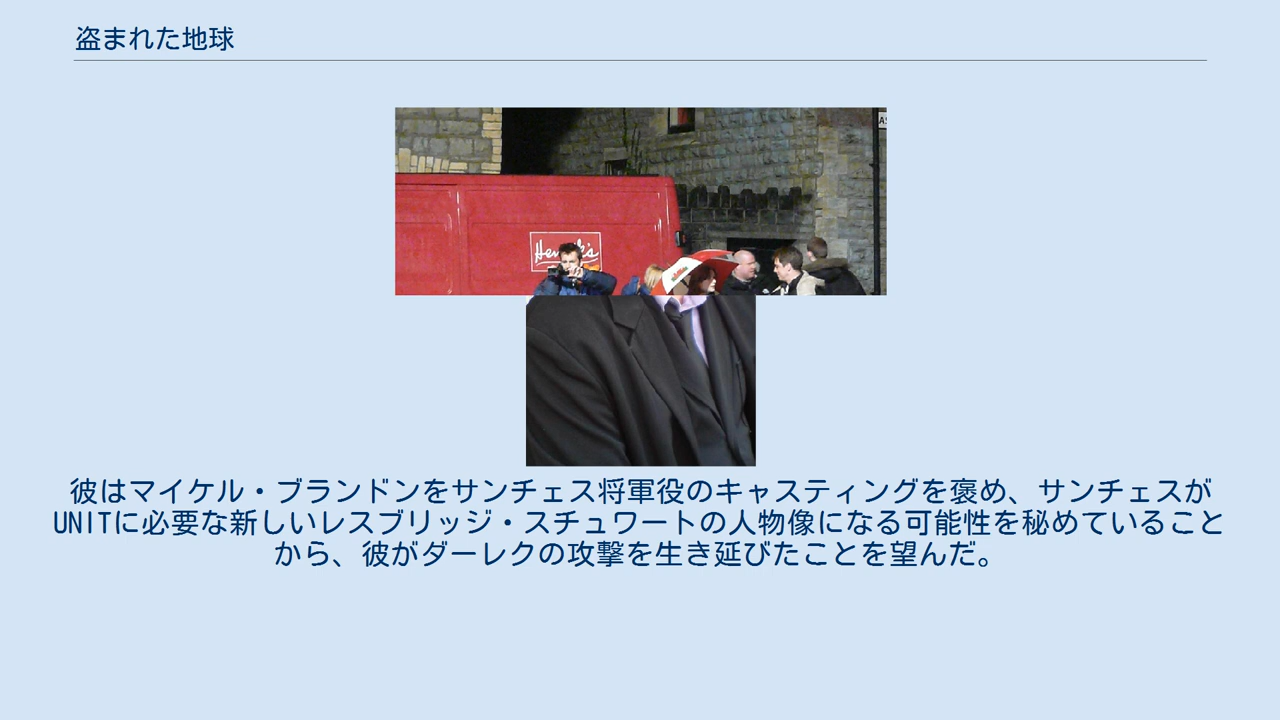 盗まれた地球
彼はマイケル・ブランドンをサンチェス将軍役のキャスティングを褒め、サンチェスが
UNITに必要な新しいレスブリッジ・スチュワートの人物像になる可能性を秘めていること
から、彼がダーレクの攻撃を生き延びたことを望んだ。